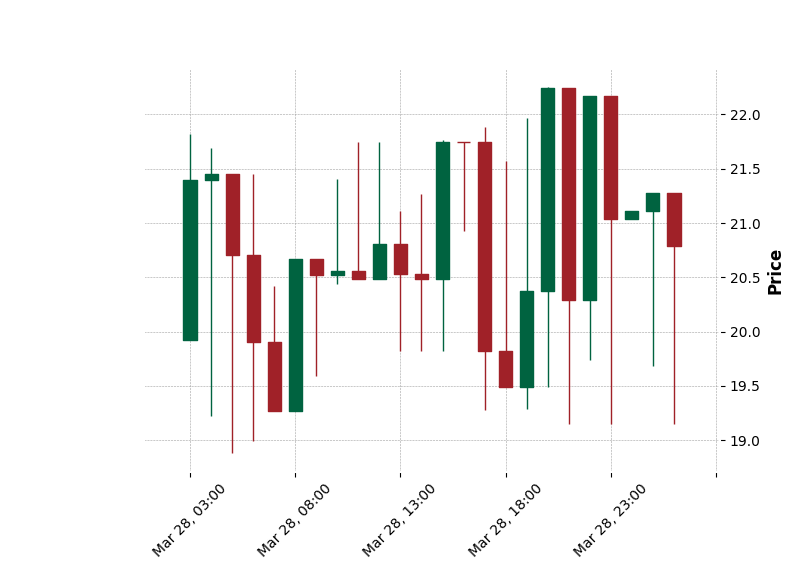 22.0
21.5
21.0
20.5
20.0
19.5
19.0
Price
Mar 28, 03:00
Mar 28, 08:00
Mar 28, 13:00
Mar 28, 18:00
Mar 28, 23:00